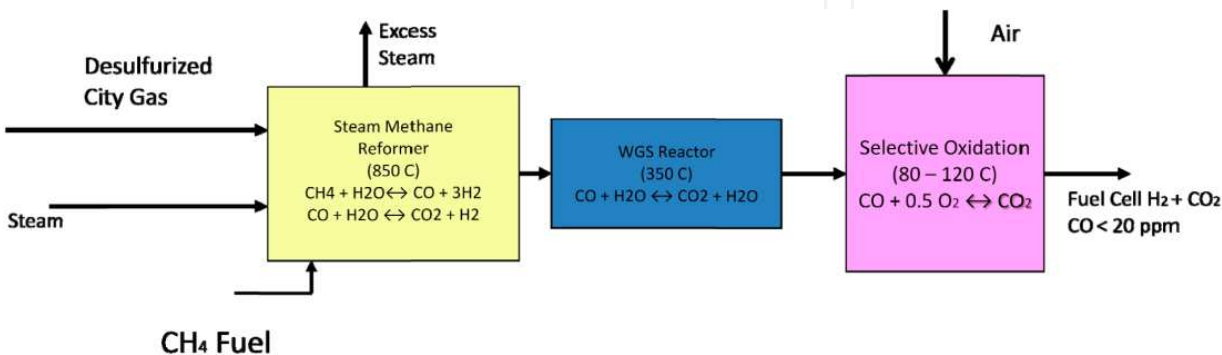 Desulfurized
City Gas
Steam
CH₄ Fuel
Excess
Steam
Steam Methane
Reformer
(850 C)
CH4 + H2O↔ CO + 3H2
CO + H2O ↔ CO2 + H2
WGS Reactor
(350 C)
CO + H2O ↔ CO2 + H2O
Air
Selective Oxidation
(80 – 120 C)
CO + 0.5 O₂ ↔ CO₂
Fuel Cell H₂ + CO₂
CO < 20 ppm